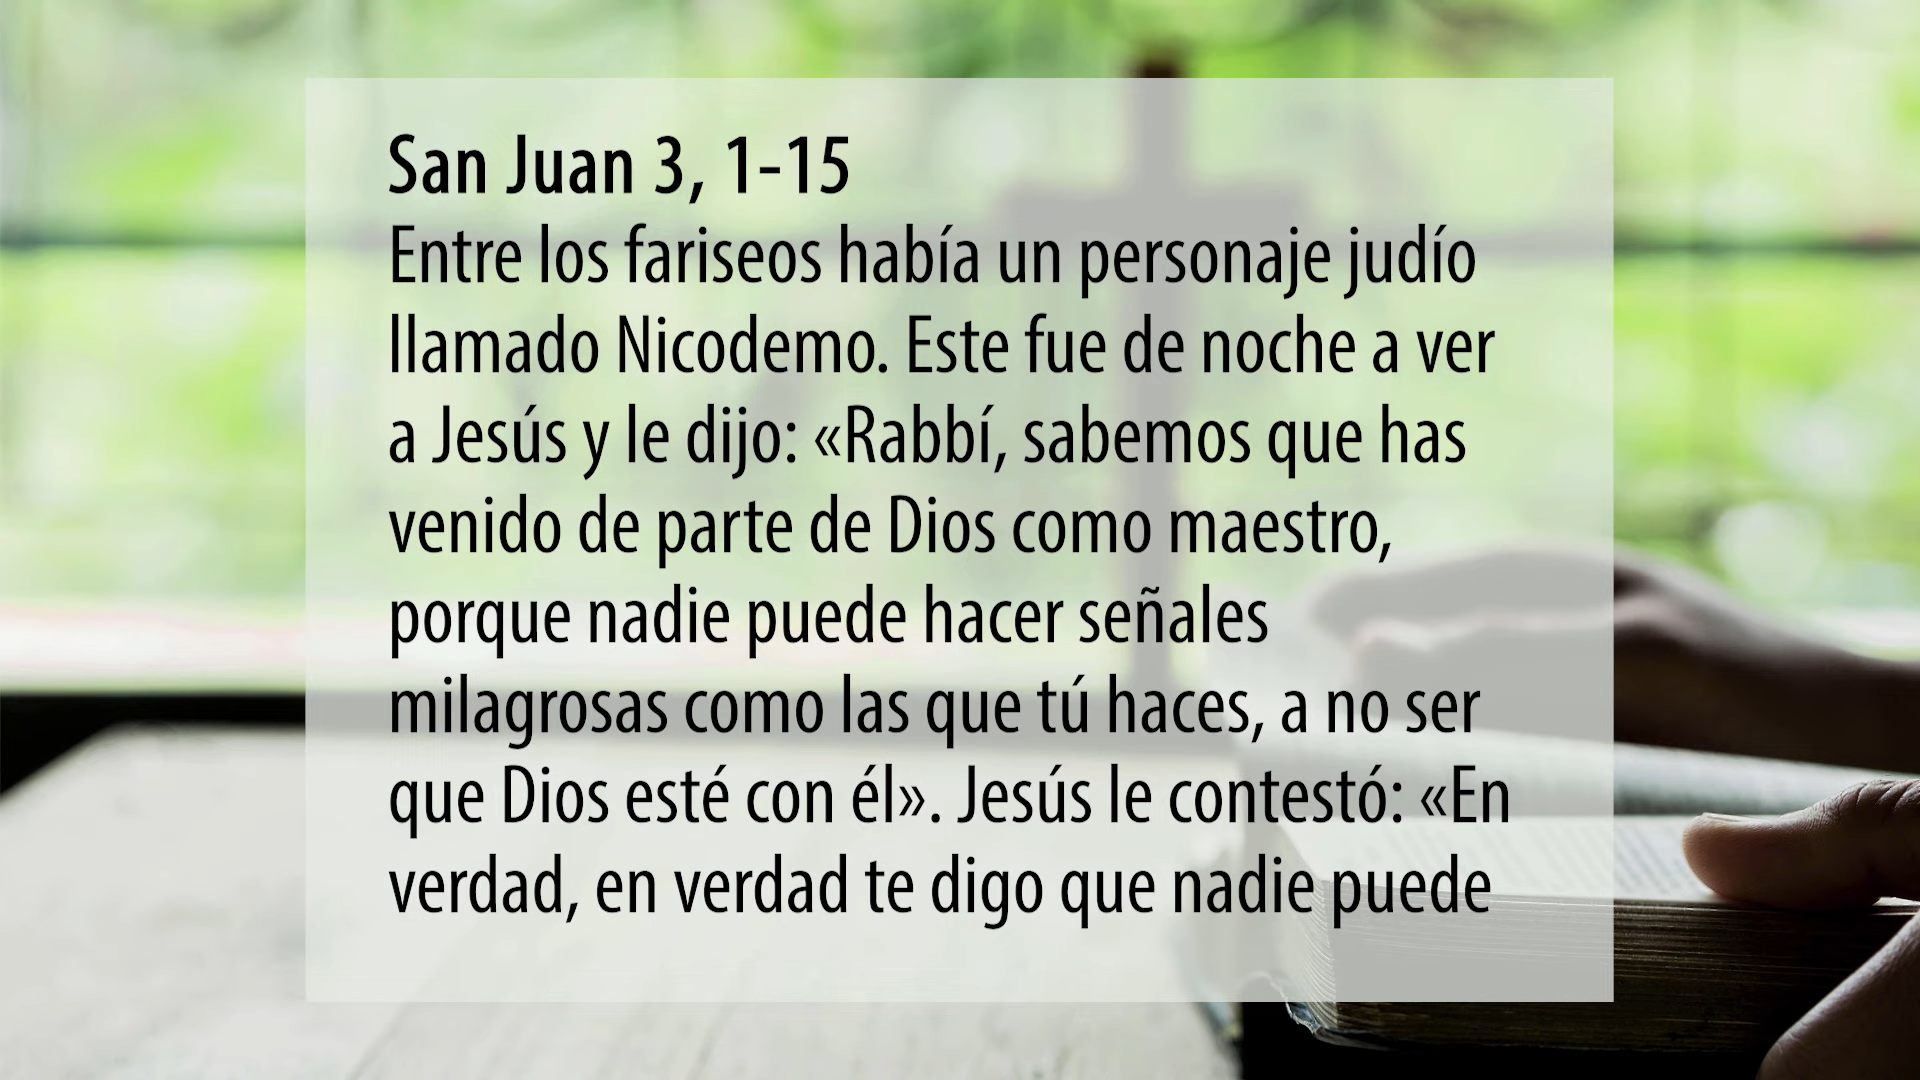 San Juan 3, 1-15
Entre los fariseos había un personaje judío
llamado Nicodemo. Este fue de noche a ver
a Jesús y le dijo: «Rabbí, sabemos que has
venido de parte de Dios como maestro,
porque nadie puede hacer señales
milagrosas como las que tú haces, a no ser
que Dios esté con él». Jesús le contestó: «En
verdad, en verdad te digo que nadie puede